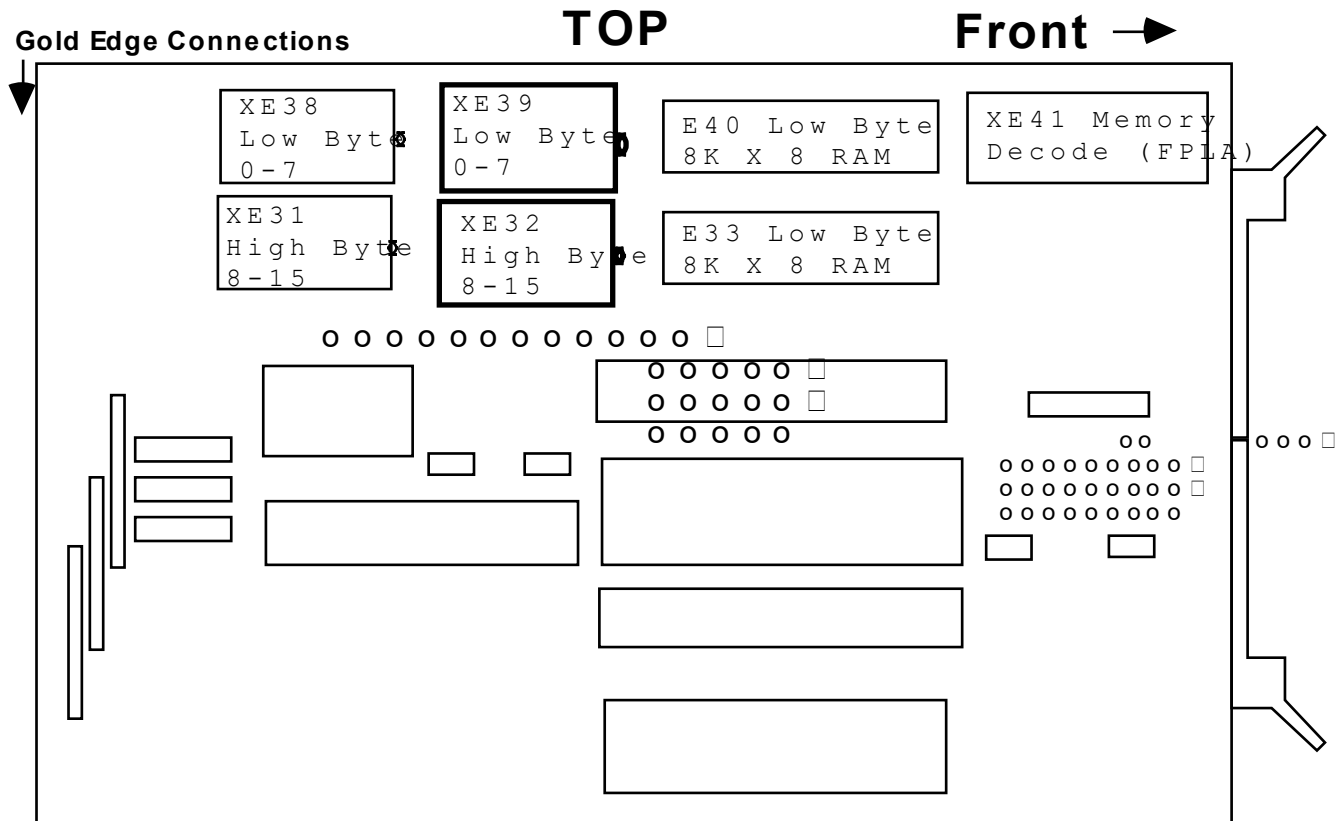 TOP
Front
Gold Edge Connections
XE38
Low Byte
0-7
XE39
Low Byte
0-7
E40 Low Byte
8K X 8 RAM
XE41 Memory
Decode (FPLA)
XE31
High Byte
8-15
XE32
High Byte
8-15
E33 Low Byte
8K X 8 RAM
o o o o o o o o o o o o □
o o o o o □
o o o o o □
o o o o o
o o
o o o □
o o o o o o o o o □
o o o o o o o o o □
o o o o o o o o o